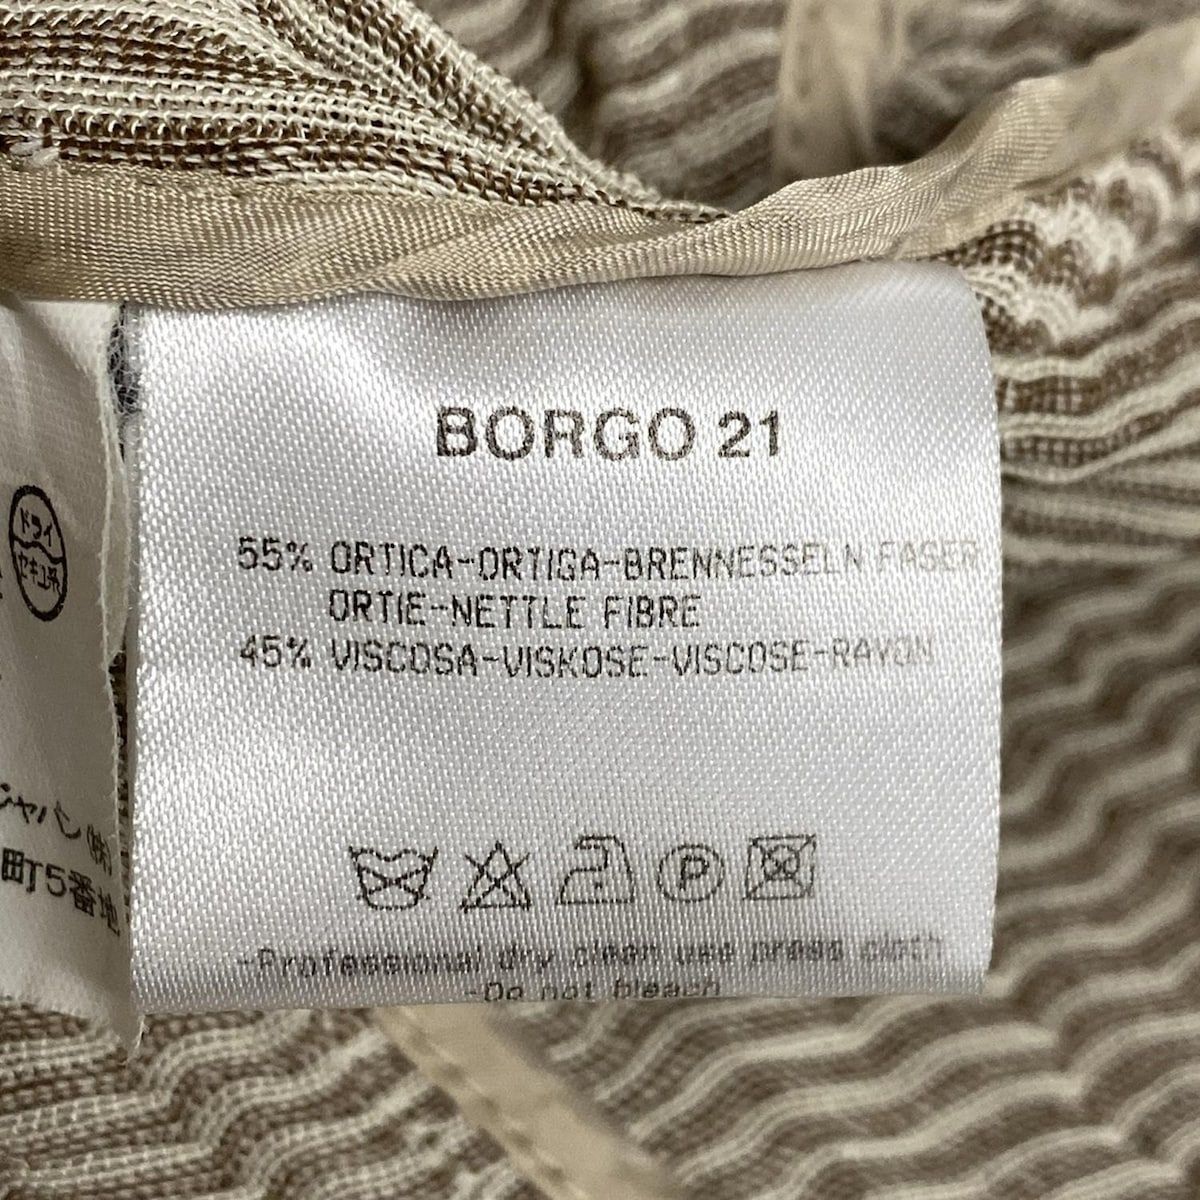 BORGO 21
55% ORTICA-ORTIGA-BRENNESSELN FASER
ORTIE-NETTLE FIBRE
45% VISCOSA-VISKOSE-VISCOSE-RAYON
P
-Professional dry clean use press cloth
-Do not bleach
ドライ
セキユ系
ジャパン(株)
町5番地